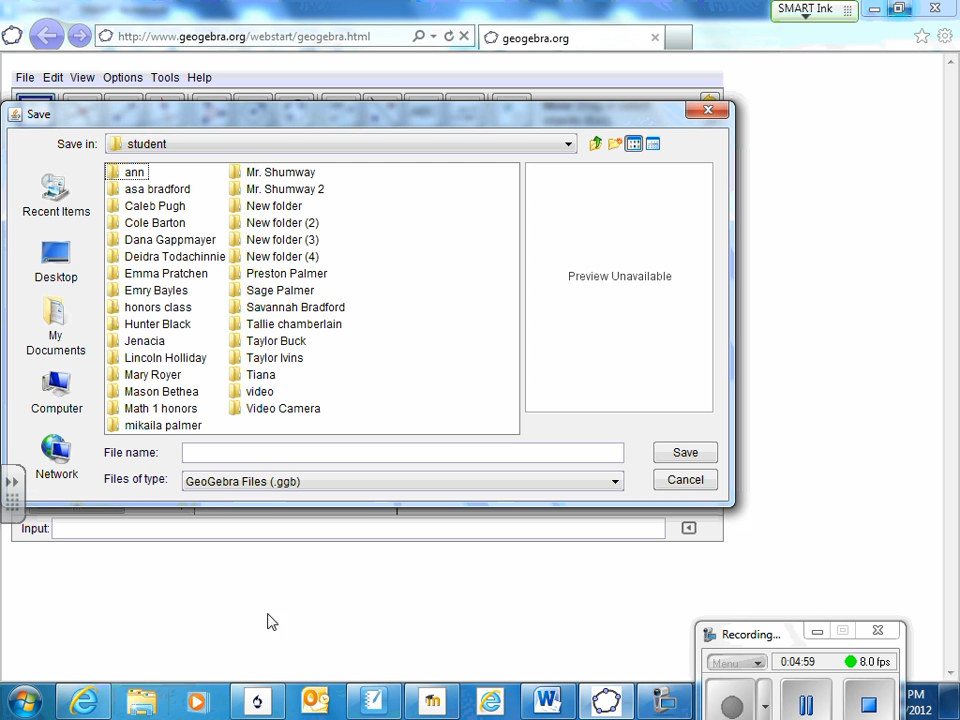 SMART Ink
http://www.geogebra.org/webstart/geogebra.html
geogebra.org
File Edit View Options Tools Help
Save
Save in: student
Recent Items
Desktop
My
Documents
Computer
Network
ann
asa bradford
Caleb Pugh
Cole Barton
Dana Gappmayer
Deidra Todachinnie
Emma Pratchen
Emry Bayles
honors class
Hunter Black
Jenacia
Lincoln Holliday
Mary Royer
Mason Bethea
Math 1 honors
mikaila palmer
Mr. Shumway
Mr. Shumway 2
New folder
New folder (2)
New folder (3)
New folder (4)
Preston Palmer
Sage Palmer
Savannah Bradford
Tallie chamberlain
Taylor Buck
Taylor Ivins
Tiana
video
Video Camera
Preview Unavailable
File name: Save
Files of type: GeoGebra Files (.ggb) Cancel
Input:
Recording...
Menu 0:04:59 8.0 fps
PM
/2012